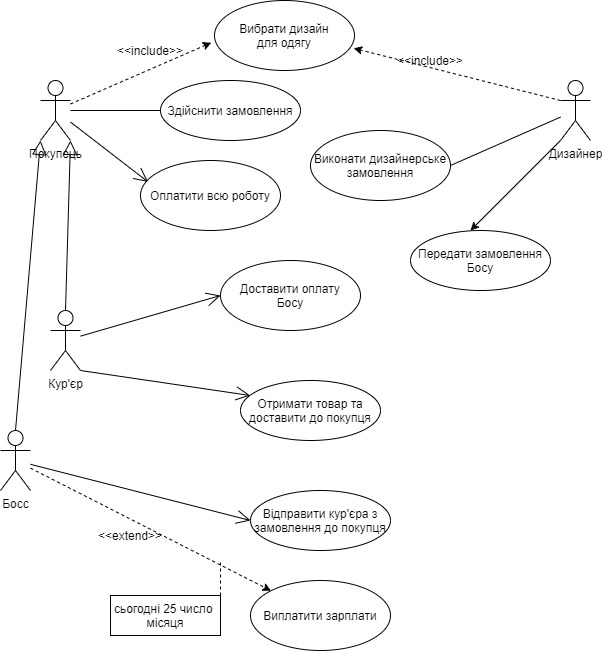 Вибрати дизайн
для одягу
<<include>>
<<include>>
Здійснити замовлення
Покупець
Виконати дизайнерське
замовлення
Дизайнер
Оплатити всю роботу
Передати замовлення
Босу
Доставити оплату
Босу
Кур'єр
Отримати товар та
доставити до покупця
Босс
Відправити кур'єра з
замовлення до покупця
<<extend>>
сьогодні 25 число
місяця
Виплатити зарплати